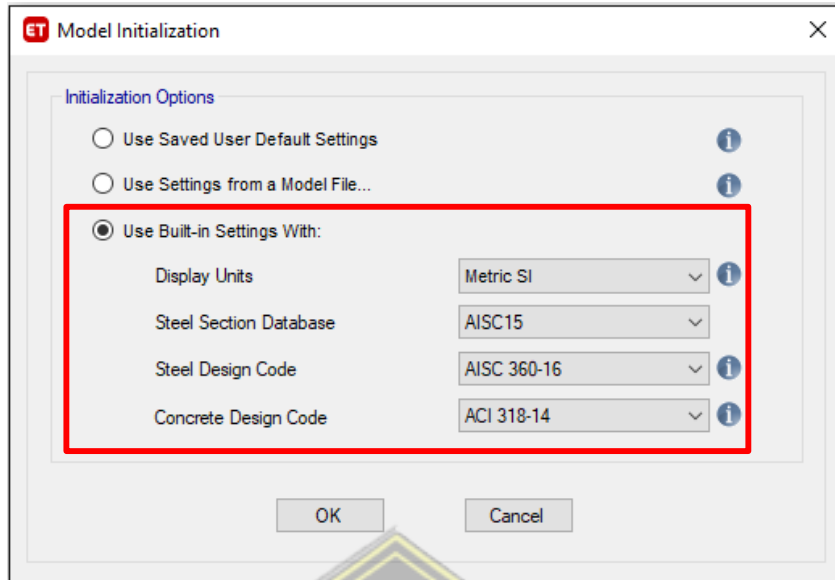 ET Model Initialization
Initialization Options
Use Saved User Default Settings
Use Settings from a Model File...
Use Built-in Settings With:
Display Units Metric SI
Steel Section Database AISC15
Steel Design Code AISC 360-16
Concrete Design Code ACI 318-14
OK Cancel